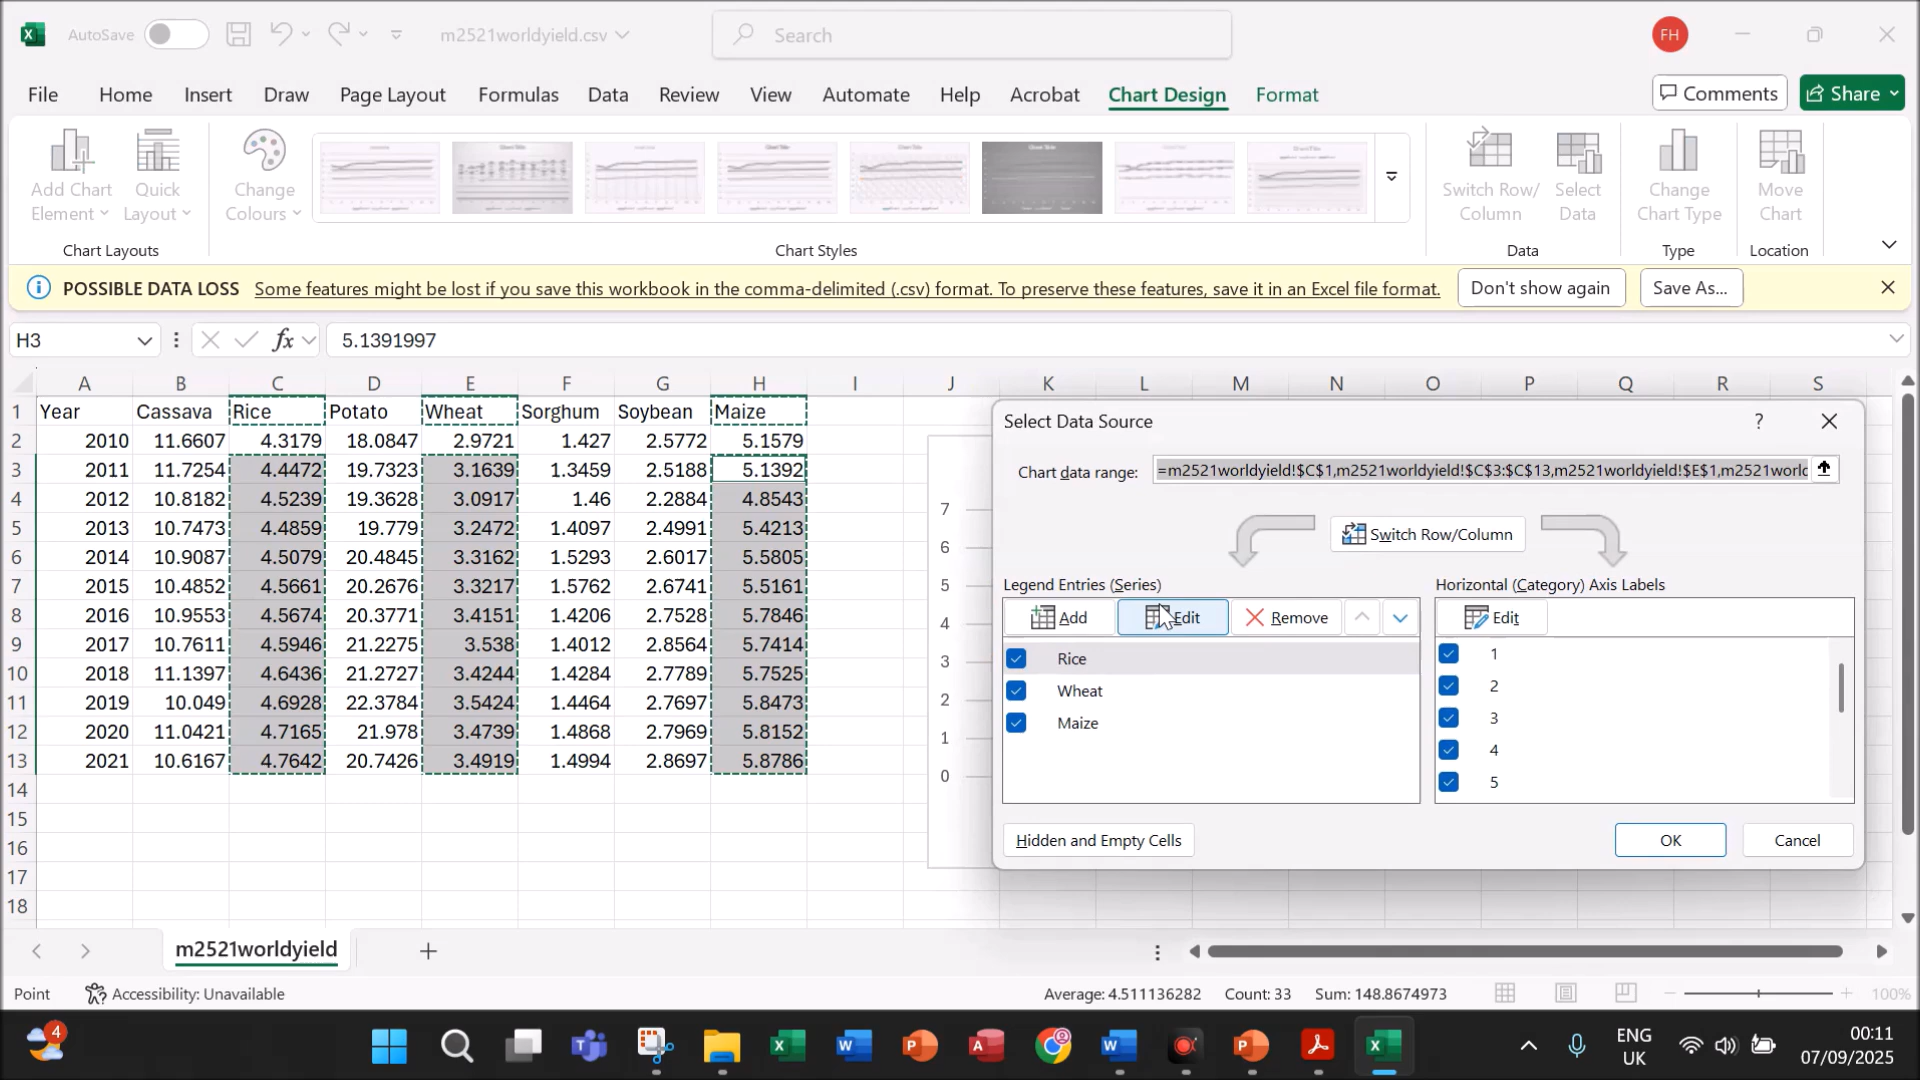 AutoSave
m2521worldyield.csv
Search
FH
File Home Insert Draw Page Layout Formulas Data Review View Automate Help Acrobat Chart Design Format
Comments Share
Add Chart Element
Quick Layout
Change Colours
Switch Row/ Column
Select Data
Change Chart Type
Move Chart
Chart Layouts Chart Styles Data Type Location
POSSIBLE DATA LOSS Some features might be lost if you save this workbook in the comma-delimited (.csv) format. To preserve these features, save it in an Excel file format. Don't show again Save As...
H3 fx 5.1391997
A B C D E F G H I J K L M N O P Q R S
1 Year Cassava Rice Potato Wheat Sorghum Soybean Maize
2 2010 11.6607 4.3179 18.0847 2.9721 1.427 2.5772 5.1579
3 2011 11.7254 4.4472 19.7323 3.1639 1.3459 2.5188 5.1392
4 2012 10.8182 4.5239 19.3628 3.0917 1.46 2.2884 4.8543
5 2013 10.7473 4.4859 19.779 3.2472 1.4097 2.4991 5.4213
6 2014 10.9087 4.5079 20.4845 3.3162 1.5293 2.6017 5.5805
7 2015 10.4852 4.5661 20.2676 3.3217 1.5762 2.6741 5.5161
8 2016 10.9553 4.5674 20.3771 3.4151 1.4206 2.7528 5.7846
9 2017 10.7611 4.5946 21.2275 3.538 1.4012 2.8564 5.7414
10 2018 11.1397 4.6436 21.2727 3.4244 1.4284 2.7789 5.7525
11 2019 10.049 4.6928 22.3784 3.5424 1.4464 2.7697 5.8473
12 2020 11.0421 4.7165 21.978 3.4739 1.4868 2.7969 5.8152
13 2021 10.6167 4.7642 20.7426 3.4919 1.4994 2.8697 5.8786
14
15
16
17
18
7
6
5
4
3
2
1
0
Select Data Source ?
Chart data range: =m2521worldyield!$C$1,m2521worldyield!$C$3:$C$13,m2521worldyield!$E$1,m2521world
Switch Row/Column
Legend Entries (Series) Horizontal (Category) Axis Labels
Add Edit Remove Edit
Rice
Wheat
Maize
1
2
3
4
5
Hidden and Empty Cells OK Cancel
m2521worldyield
Point Accessibility: Unavailable Average: 4.511136282 Count: 33 Sum: 148.8674973 100%
4
ENG
UK
00:11
07/09/2025